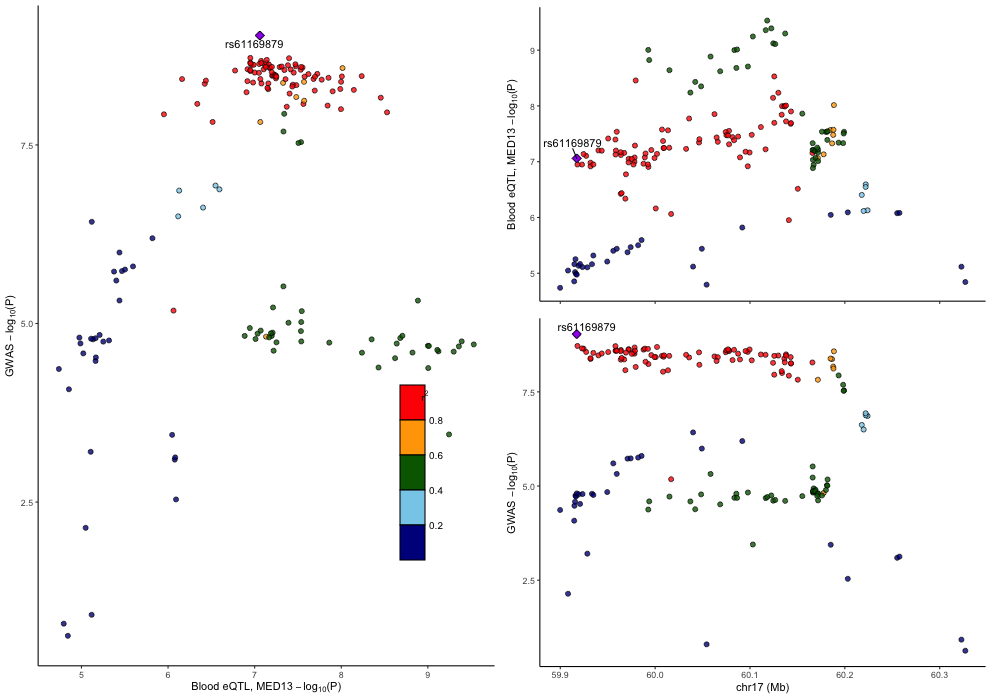 rs61169879
7.5
5.0
2.5
GWAS −log₁₀(P)
r²
0.8
0.6
0.4
0.2
5 6 7 8 9
Blood eQTL, MED13 −log₁₀(P)
rs61169879
9
8
7
6
5
Blood eQTL, MED13 −log₁₀(P)
rs61169879
7.5
5.0
2.5
GWAS −log₁₀(P)
59.9 60.0 60.1 60.2 60.3
chr17 (Mb)